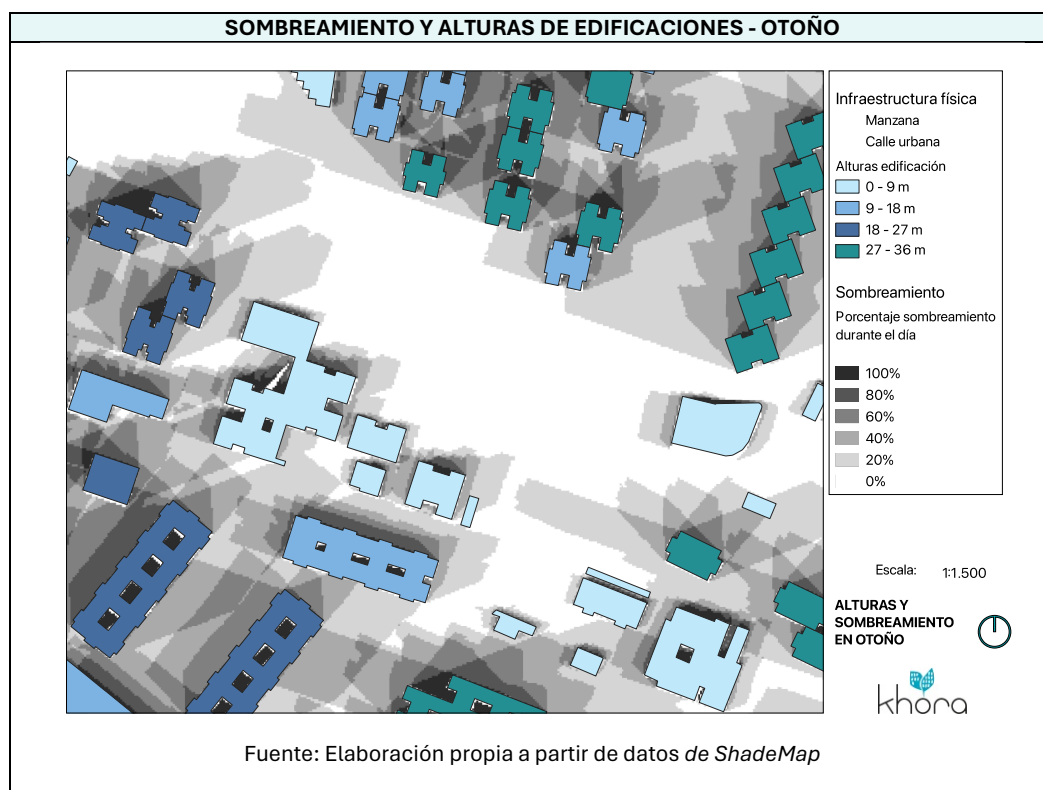 SOMBREAMIENTO Y ALTURAS DE EDIFICACIONES - OTOÑO
Infraestructura física
Manzana
Calle urbana
Alturas edificación
0 - 9 m
9 - 18 m
18 - 27 m
27 - 36 m
Sombreamiento
Porcentaje sombreamiento
durante el día
100%
80%
60%
40%
20%
0%
Escala: 1:1.500
ALTURAS Y
SOMBREAMIENTO
EN OTOÑO
khora
Fuente: Elaboración propia a partir de datos de ShadeMap